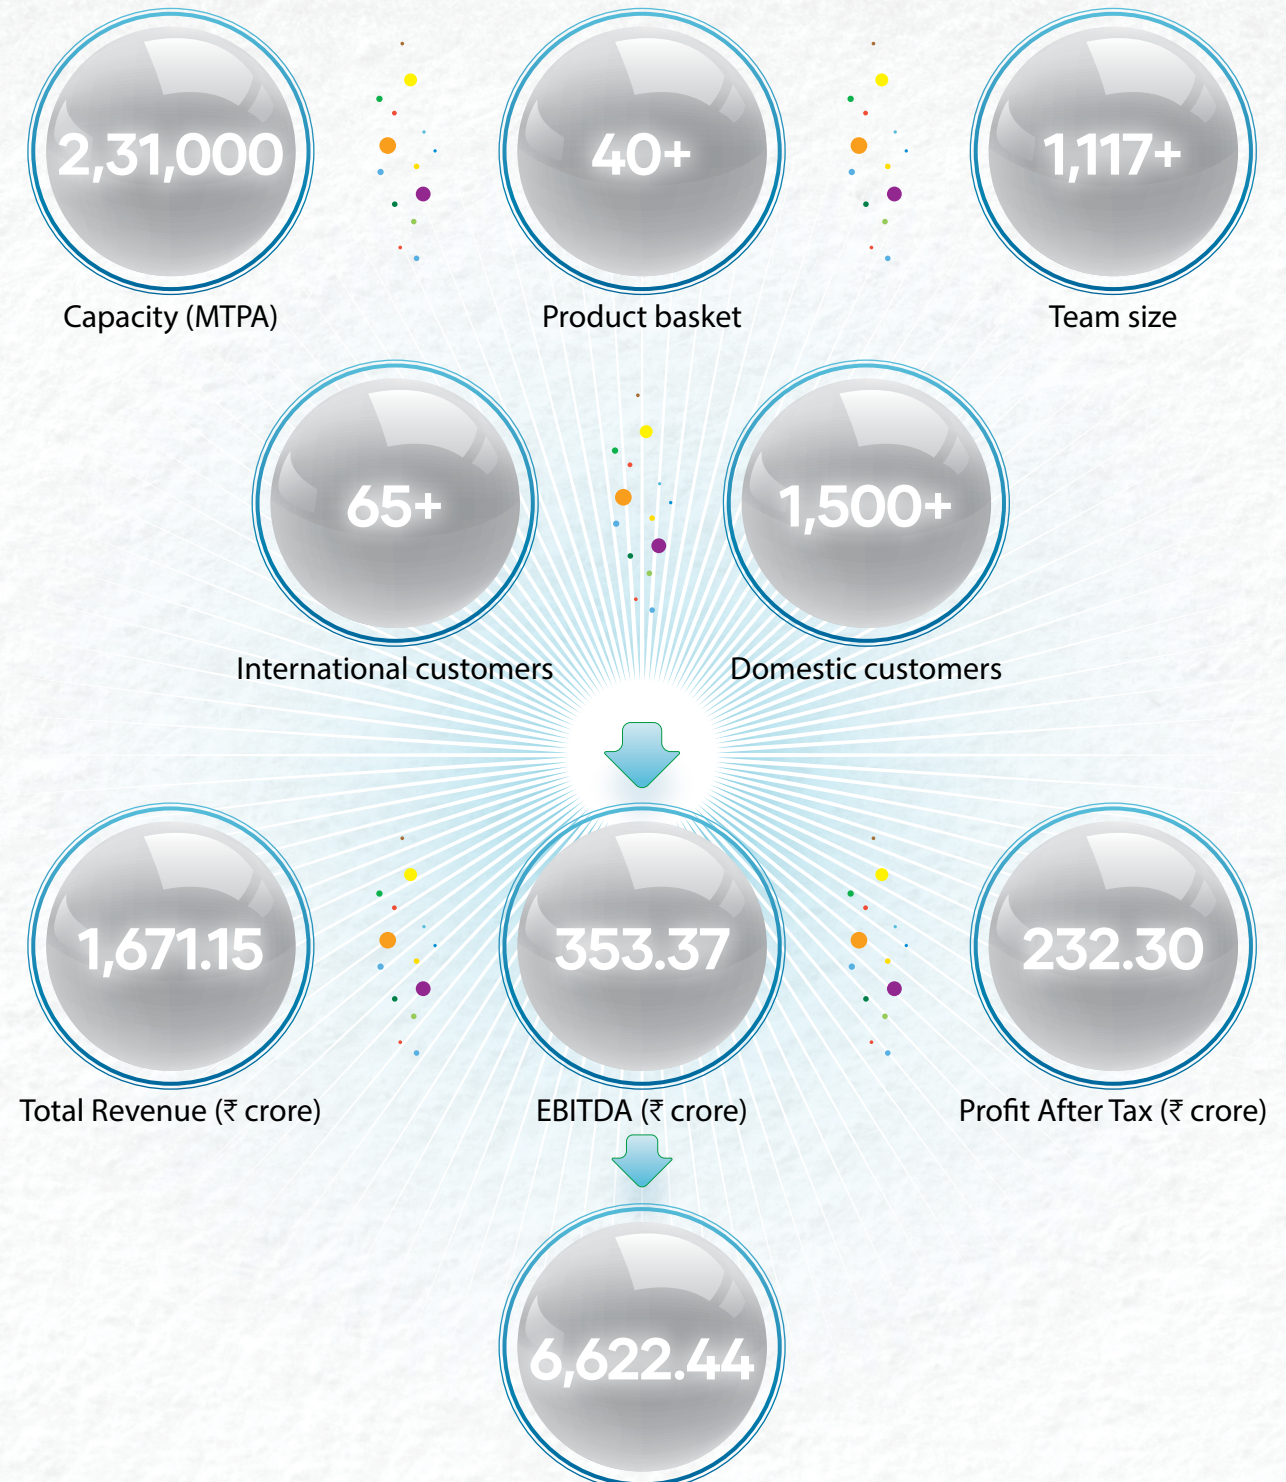 2,31,000
40+
1,117+
Capacity (MTPA)
Product basket
Team size
65+
1,500+
International customers
Domestic customers
1,671.15
353.37
232.30
Total Revenue (₹ crore)
EBITDA (₹ crore)
Profit After Tax (₹ crore)
6,622.44